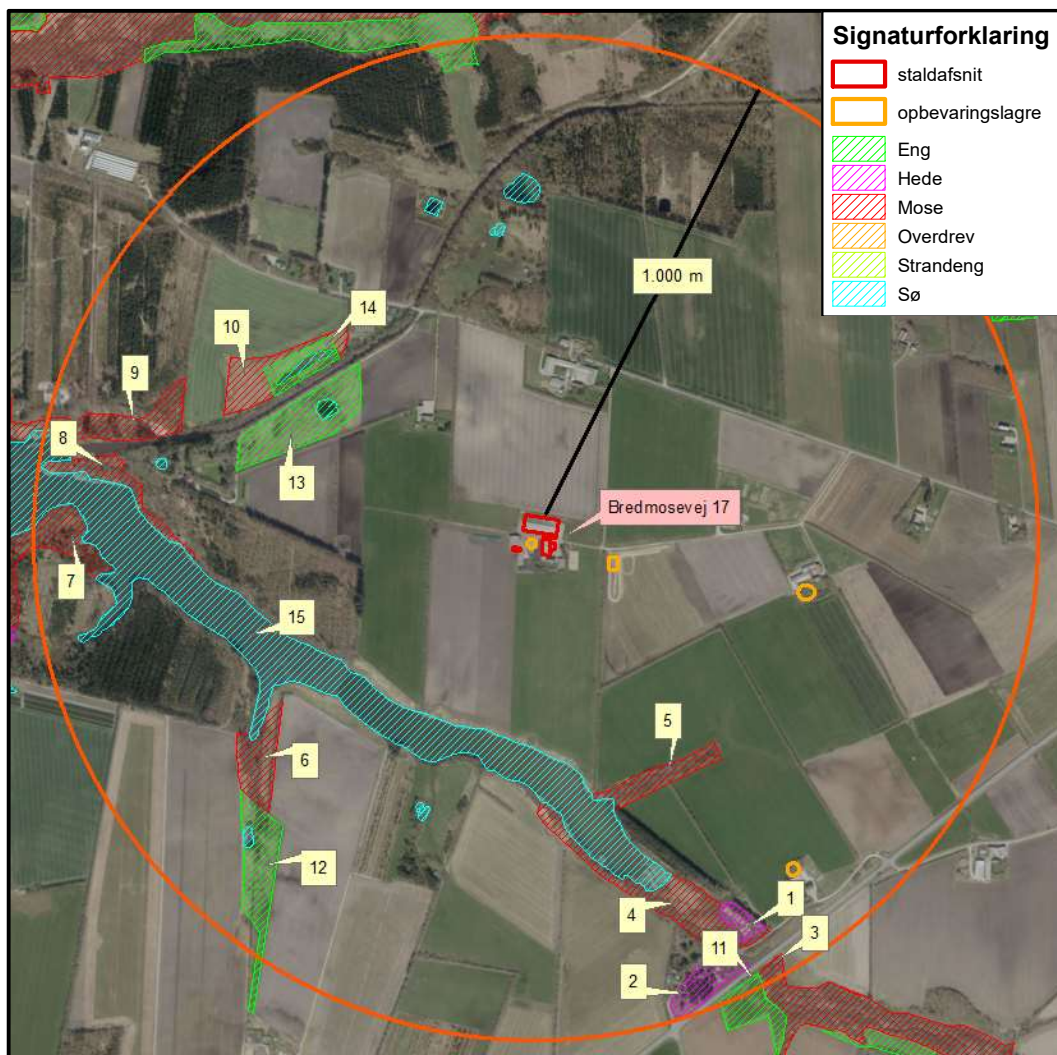 Signaturforklaring
staldafsnit
opbevaringslagre
Eng
Hede
Mose
Overdrev
Strandeng
Sø
1.000 m
14
10
9
8
13
Bredmosevej 17
7
15
5
6
12
4
1
11
3
2